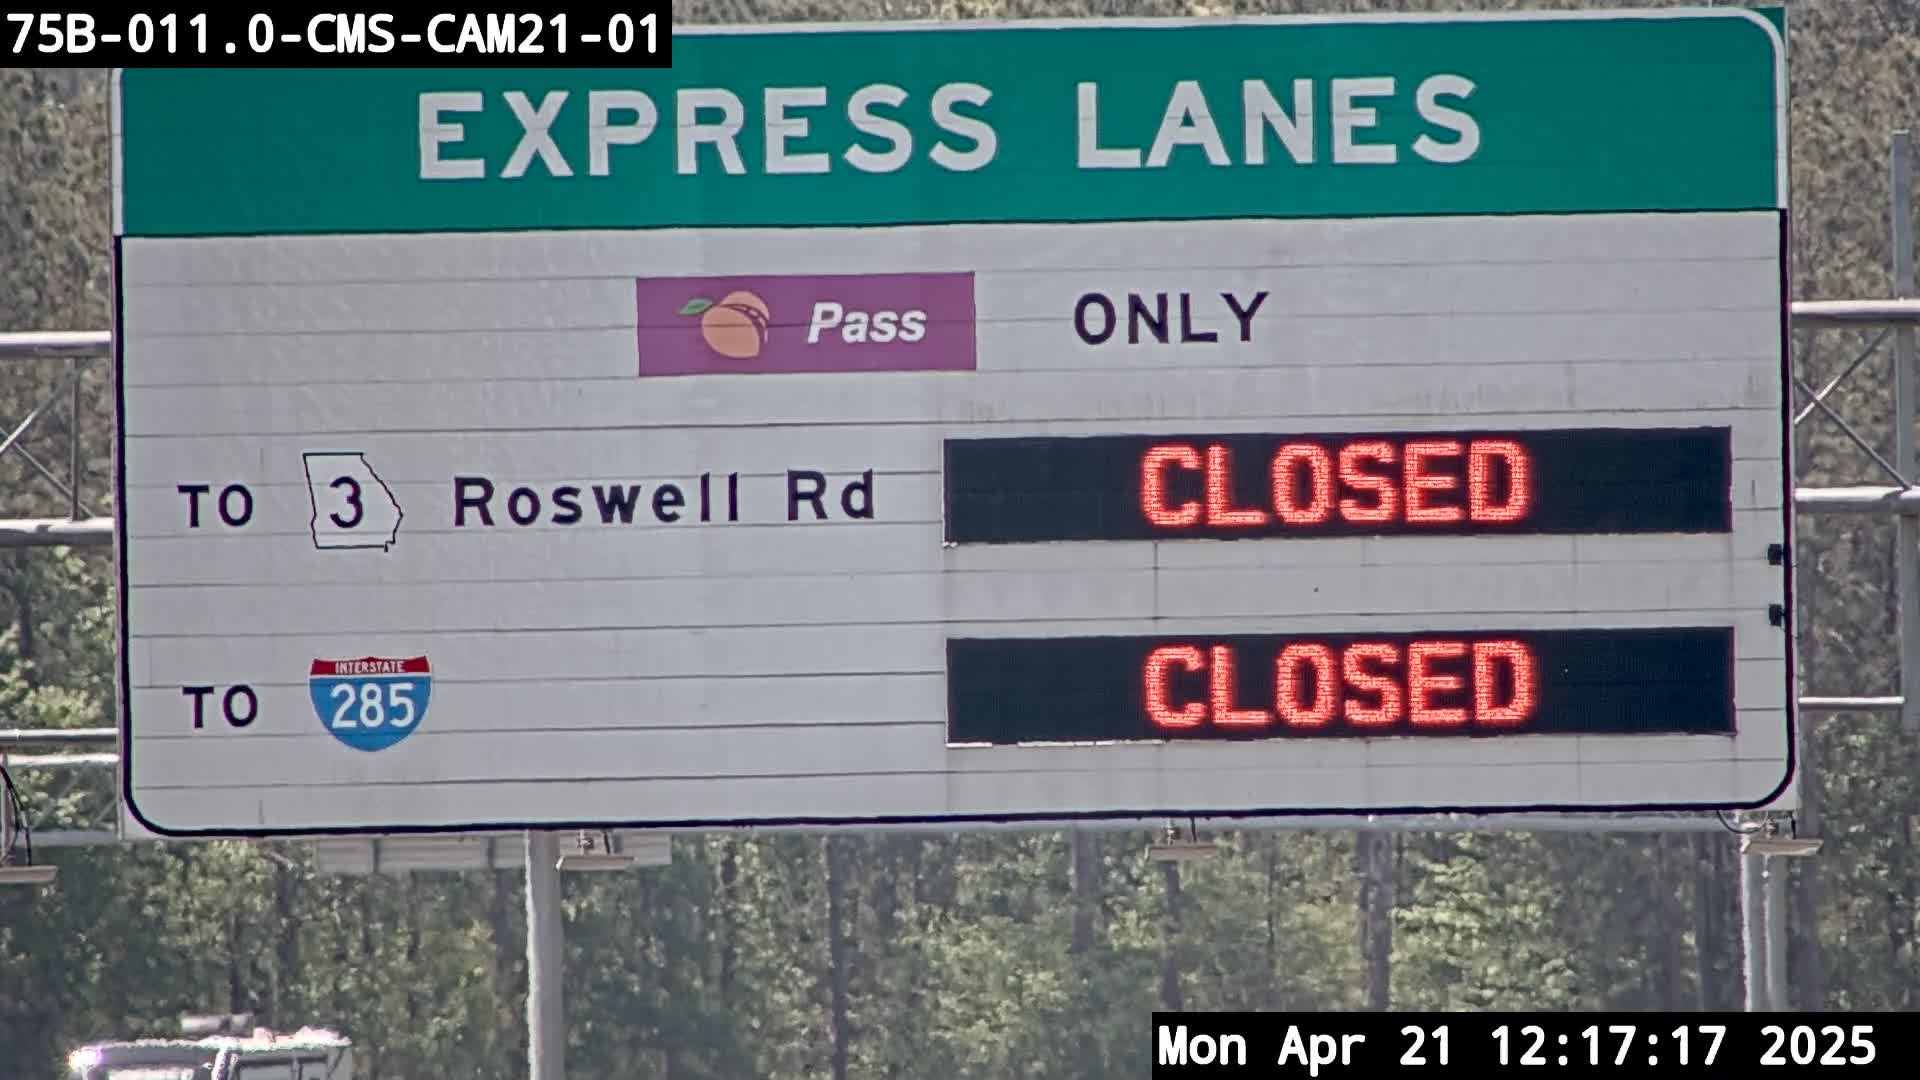 75B-011.0-CMS-CAM21-01
EXPRESS LANES
Pass ONLY
TO 3 Roswell Rd CLOSED
INTERSTATE
TO 285 CLOSED
Mon Apr 21 12:17:17 2025